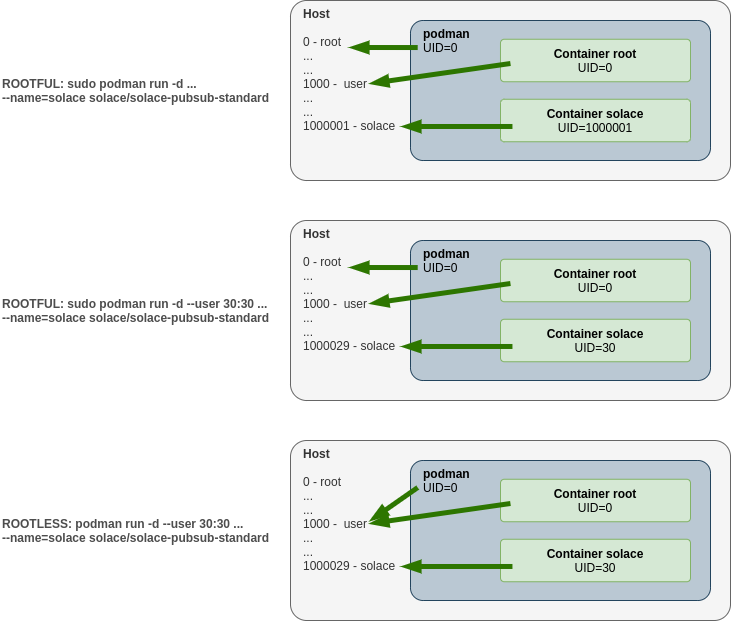 Host
0 - root
...
...
1000 -  user
...
...
1000001 - solace
podman
UID=0
Container root
UID=0
Container solace
UID=1000001
ROOTFUL: sudo podman run -d ...
--name=solace solace/solace-pubsub-standard
Host
0 - root
...
...
1000 -  user
...
...
1000029 - solace
podman
UID=0
Container root
UID=0
Container solace
UID=30
ROOTFUL: sudo podman run -d --user 30:30 ...
--name=solace solace/solace-pubsub-standard
Host
0 - root
...
...
1000 -  user
...
...
1000029 - solace
podman
UID=0
Container root
UID=0
Container solace
UID=30
ROOTLESS: podman run -d --user 30:30 ...
--name=solace solace/solace-pubsub-standard